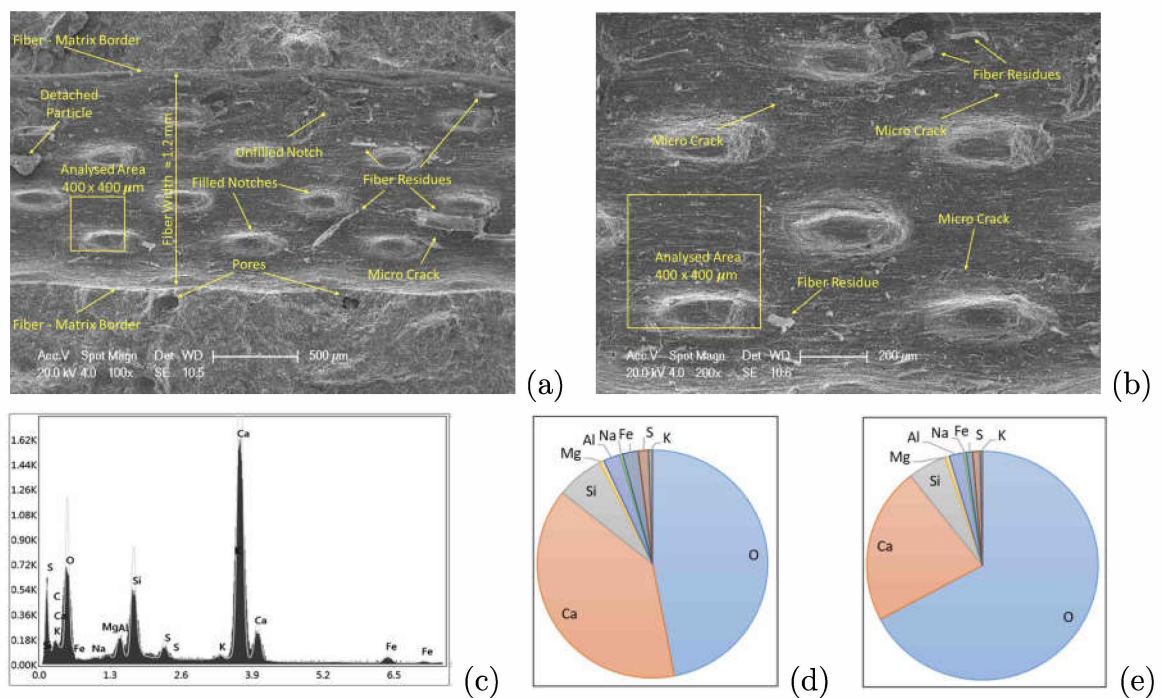 Fiber - Matrix Border
Detached
Particle
Fiber Width ≈ 1.2 mm
Unfilled Notch
Analysed Area
400 x 400 μm
Filled Notches
Fiber Residues
Micro Crack
Pores
Fiber - Matrix Border
Acc.V Spot Magn Det WD 500 μm
20.0 kV 4.0 100x SE 10.5
(a)
Fiber Residues
Micro Crack
Micro Crack
Micro Crack
Analysed Area
400 x 400 μm
Fiber Residue
Acc.V Spot Magn Det WD 200 μm
20.0 kV 4.0 200x SE 10.6
(b)
1.62K
1.44K
1.26K
1.08K
0.90K
0.72K
0.54K
0.36K
0.18K
0.00K
S
C
Ca
K
O
Fe
Na
Mg
Al
Si
S
S
K
Ca
Ca
Fe
Fe
0.0 1.3 2.6 3.9 5.2 6.5
(c)
Mg
Al
Na
Fe
S
K
Si
O
Ca
(d)
Mg
Al
Na
Fe
S
K
Si
Ca
O
(e)